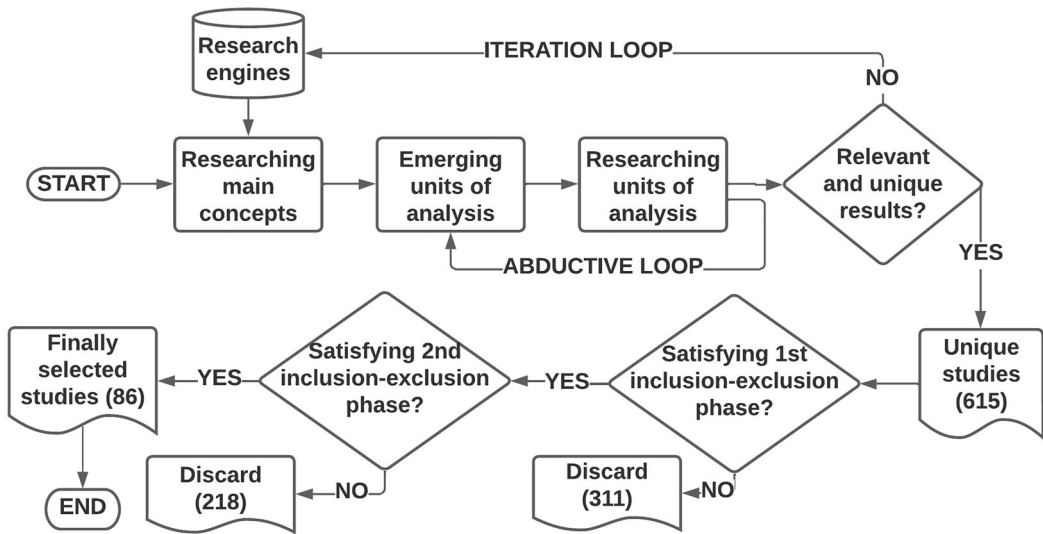 Research
engines
ITERATION LOOP
NO
START
Researching
main
concepts
Emerging
units of
analysis
Researching
units of
analysis
Relevant
and unique
results?
ABDUCTIVE LOOP
YES
Finally
selected
studies (86)
YES
Satisfying 2nd
inclusion-exclusion
phase?
YES
Satisfying 1st
inclusion-exclusion
phase?
Unique
studies
(615)
END
Discard
(218)
NO
Discard
(311)
NO